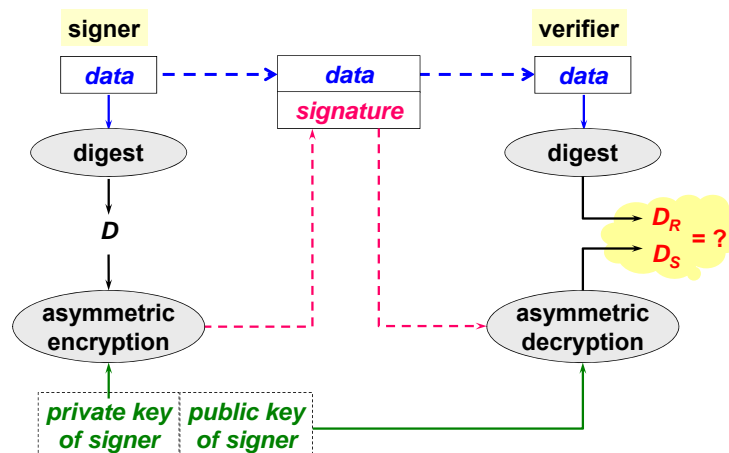 signer
verifier
data
data
data
signature
digest
digest
D
D_R
= ?
D_S
asymmetric
encryption
asymmetric
decryption
private key
of signer
public key
of signer